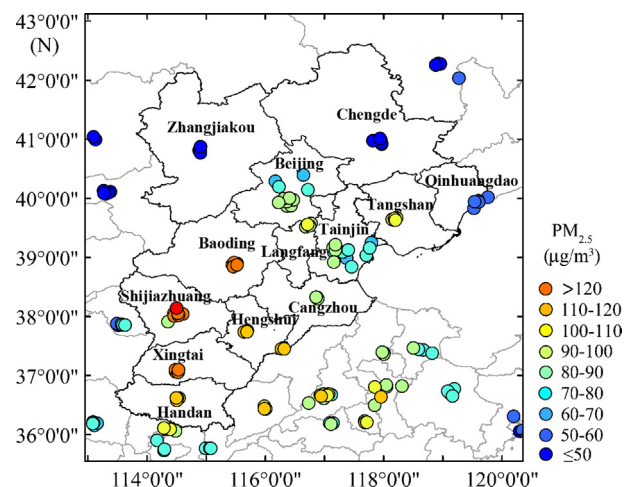 43°0'0"
(N)
42°0'0"
41°0'0"
40°0'0"
39°0'0"
38°0'0"
37°0'0"
36°0'0"
Chengde
Zhangjiakou
Beijing
Qinhuangdao
Tangshan
Tainjin
Baoding
Langfang
Shijiazhuang
Cangzhou
Hengshui
Xingtai
Handan
114°0'0"
116°0'0"
118°0'0"
120°0'0"
PM2.5
(μg/m³)
>120
110-120
100-110
90-100
80-90
70-80
60-70
50-60
≤50